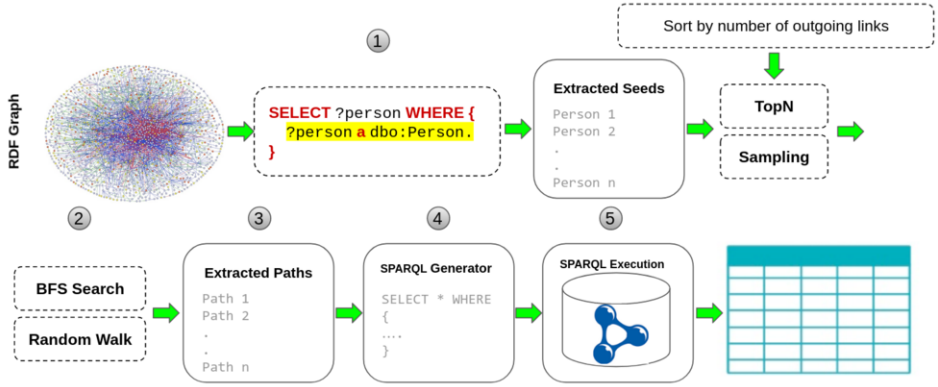 1
Sort by number of outgoing links
RDF Graph
SELECT ?person WHERE {
?person a dbo:Person.
}
Extracted Seeds
Person 1
Person 2
.
.
Person n
TopN
Sampling
2
BFS Search
Random Walk
3
Extracted Paths
Path 1
Path 2
.
.
Path n
4
SPARQL Generator
SELECT * WHERE
{
....
}
5
SPARQL Execution